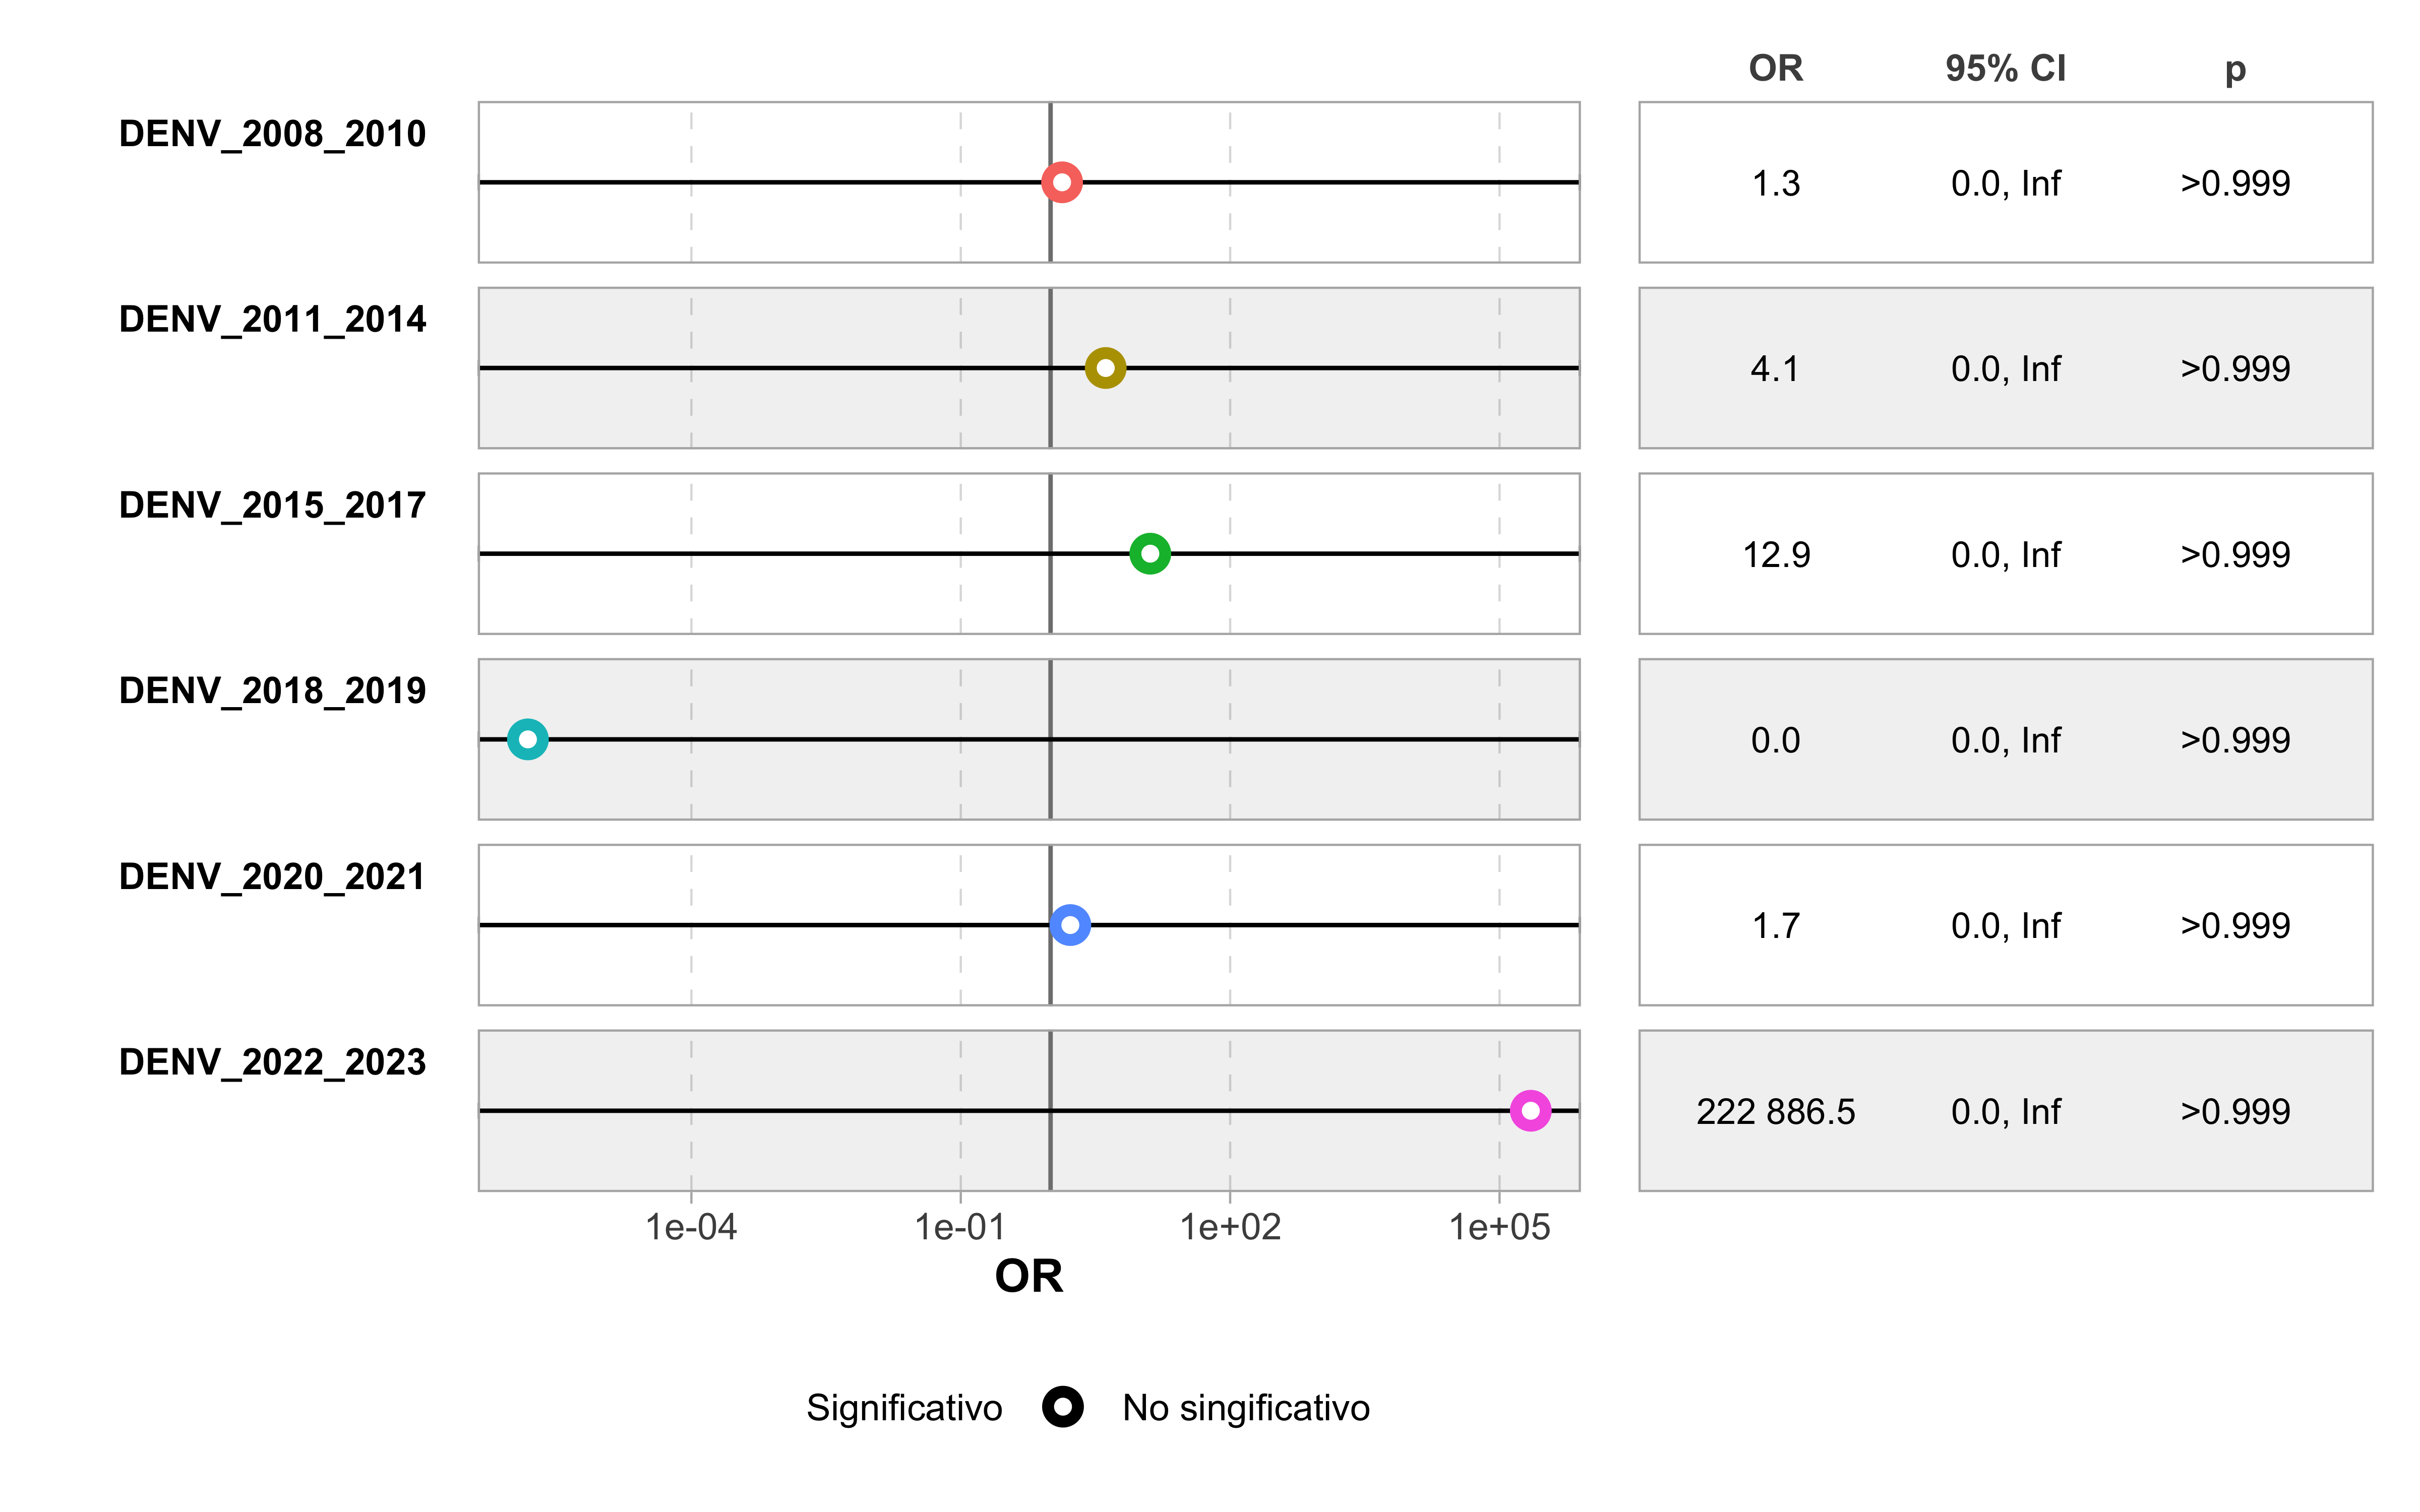 OR 95% CI p
DENV_2008_2010 1.3 0.0, Inf >0.999
DENV_2011_2014 4.1 0.0, Inf >0.999
DENV_2015_2017 12.9 0.0, Inf >0.999
DENV_2018_2019 0.0 0.0, Inf >0.999
DENV_2020_2021 1.7 0.0, Inf >0.999
DENV_2022_2023 222 886.5 0.0, Inf >0.999
1e-04 1e-01 1e+02 1e+05
OR
Significativo No singificativo